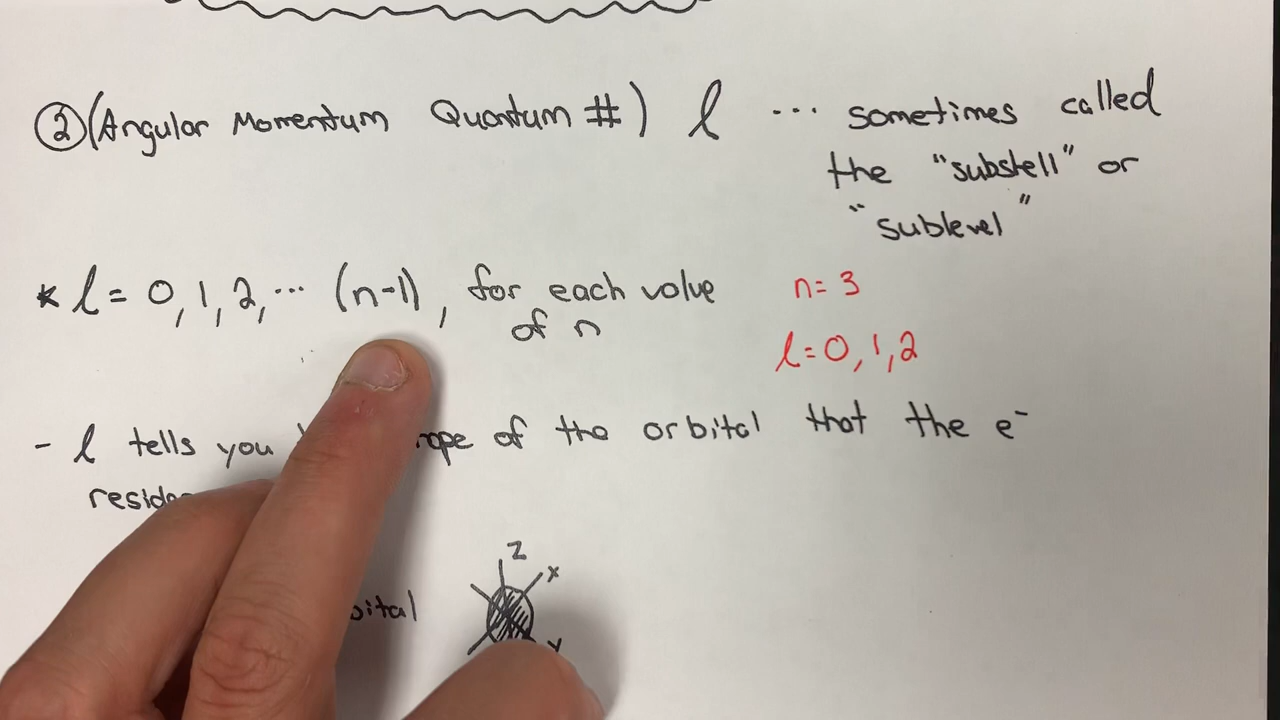 ② (Angular Momentum Quantum #) l ... sometimes called
the "substell" or
"sublevel"
* l = 0, 1, 2, ... (n-1), for each value
of n
n= 3
l=0, 1, 2
- l tells you of the orbital that the e⁻
Z
X
Y